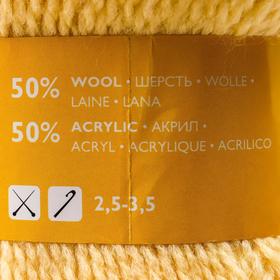 50% WOOL • ШЕРСТЬ • WOLLE •
LAINE • LANA
50% ACRYLIC • АКРИЛ •
ACRYL • ACRYLIQUE • ACRILICO
2,5-3,5